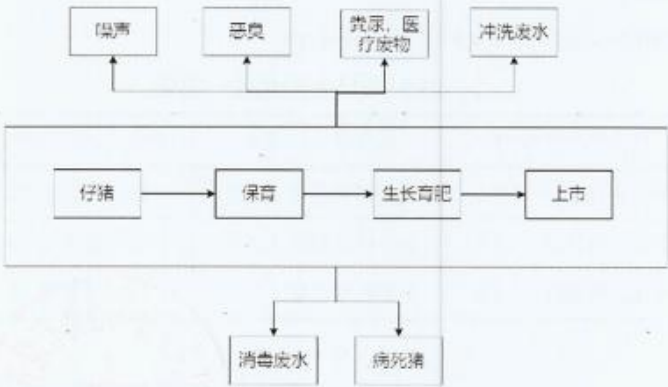 噪声
恶臭
粪尿、医
疗废物
冲洗废水
仔猪
保育
生长育肥
上市
消毒废水
病死猪